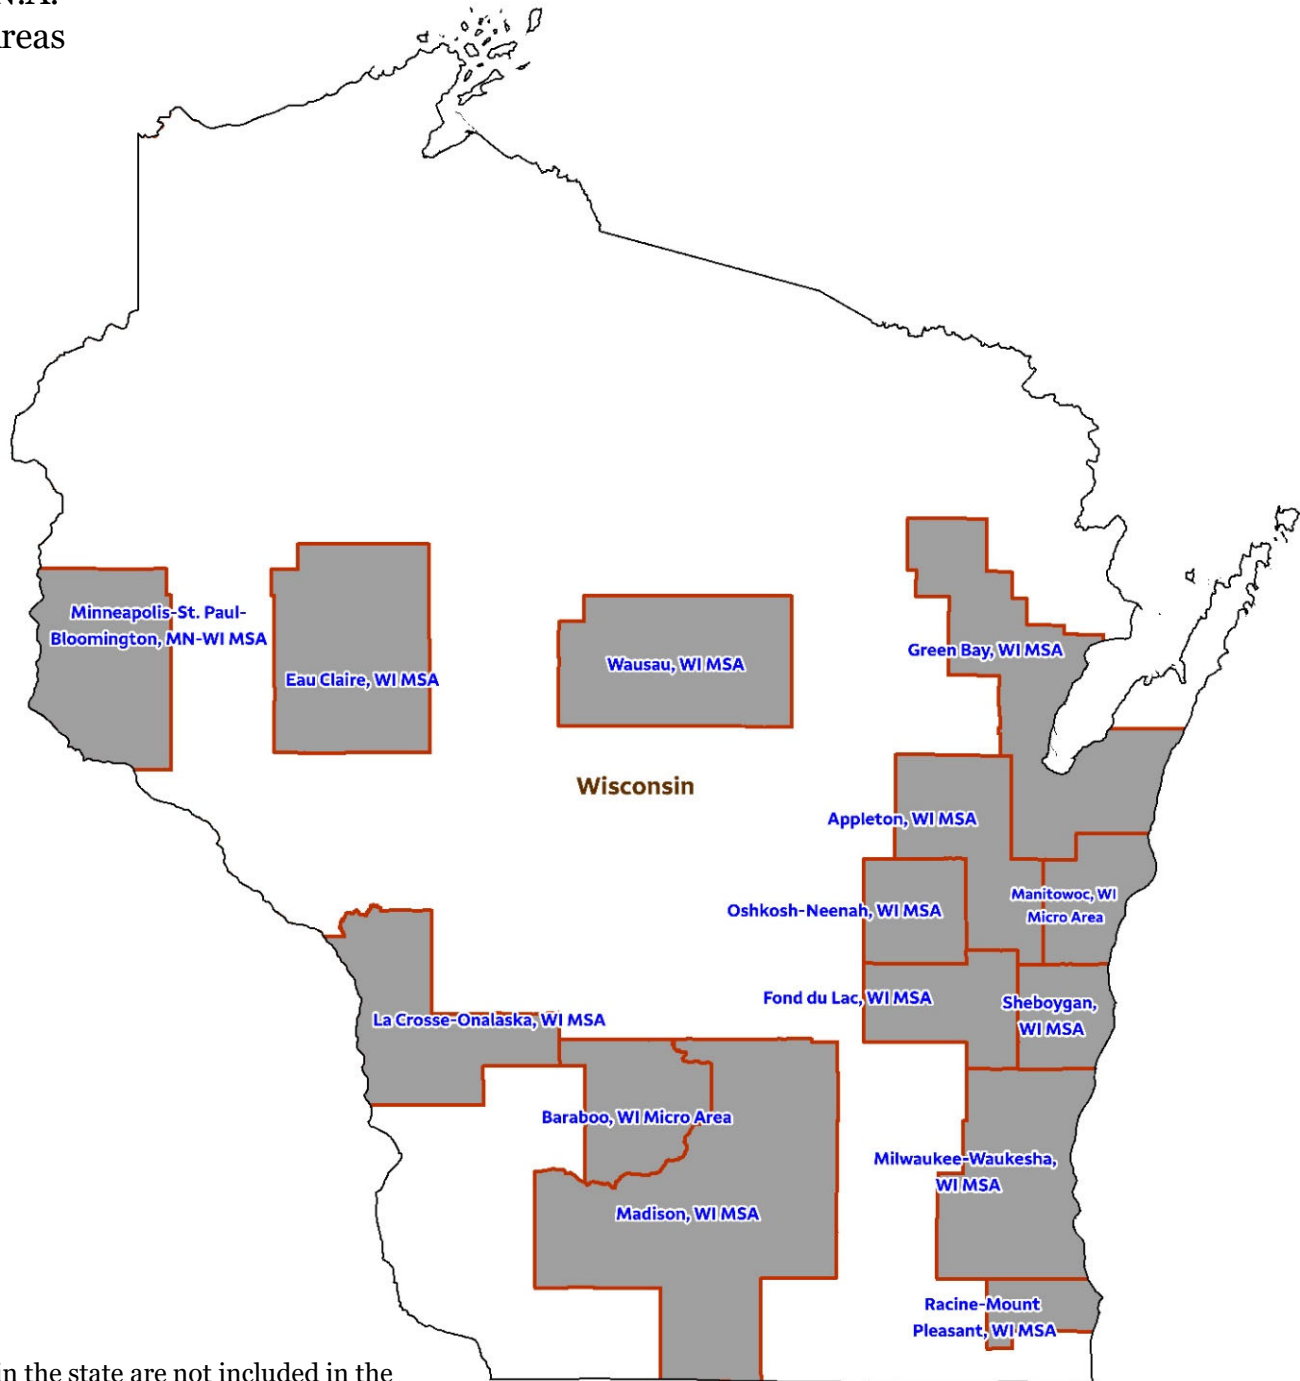 N.A.
reas
Minneapolis-St. Paul-
Bloomington, MN-WI MSA
Eau Claire, WI MSA
Wausau, WI MSA
Green Bay, WI MSA
Wisconsin
Appleton, WI MSA
Manitowoc, WI
Micro Area
Oshkosh-Neenah, WI MSA
Fond du Lac, WI MSA
Sheboygan,
WI MSA
La Crosse-Onalaska, WI MSA
Baraboo, WI Micro Area
Milwaukee-Waukesha,
WI MSA
Madison, WI MSA
Racine-Mount
Pleasant, WI MSA
in the state are not included in the